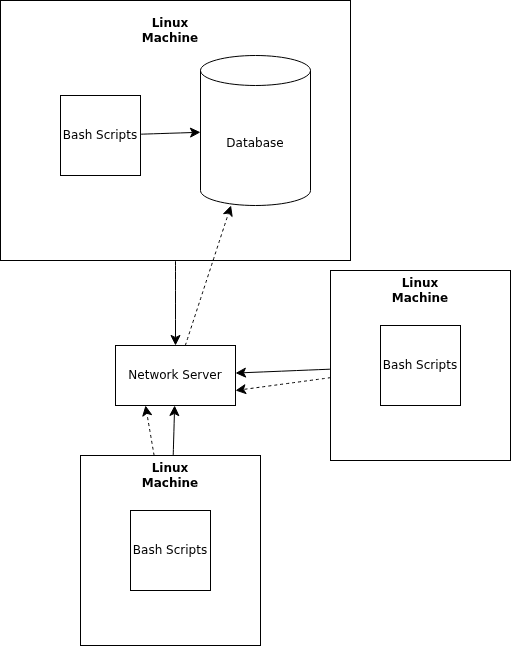 Linux
Machine
Bash Scripts
Database
Linux
Machine
Bash Scripts
Network Server
Linux
Machine
Bash Scripts